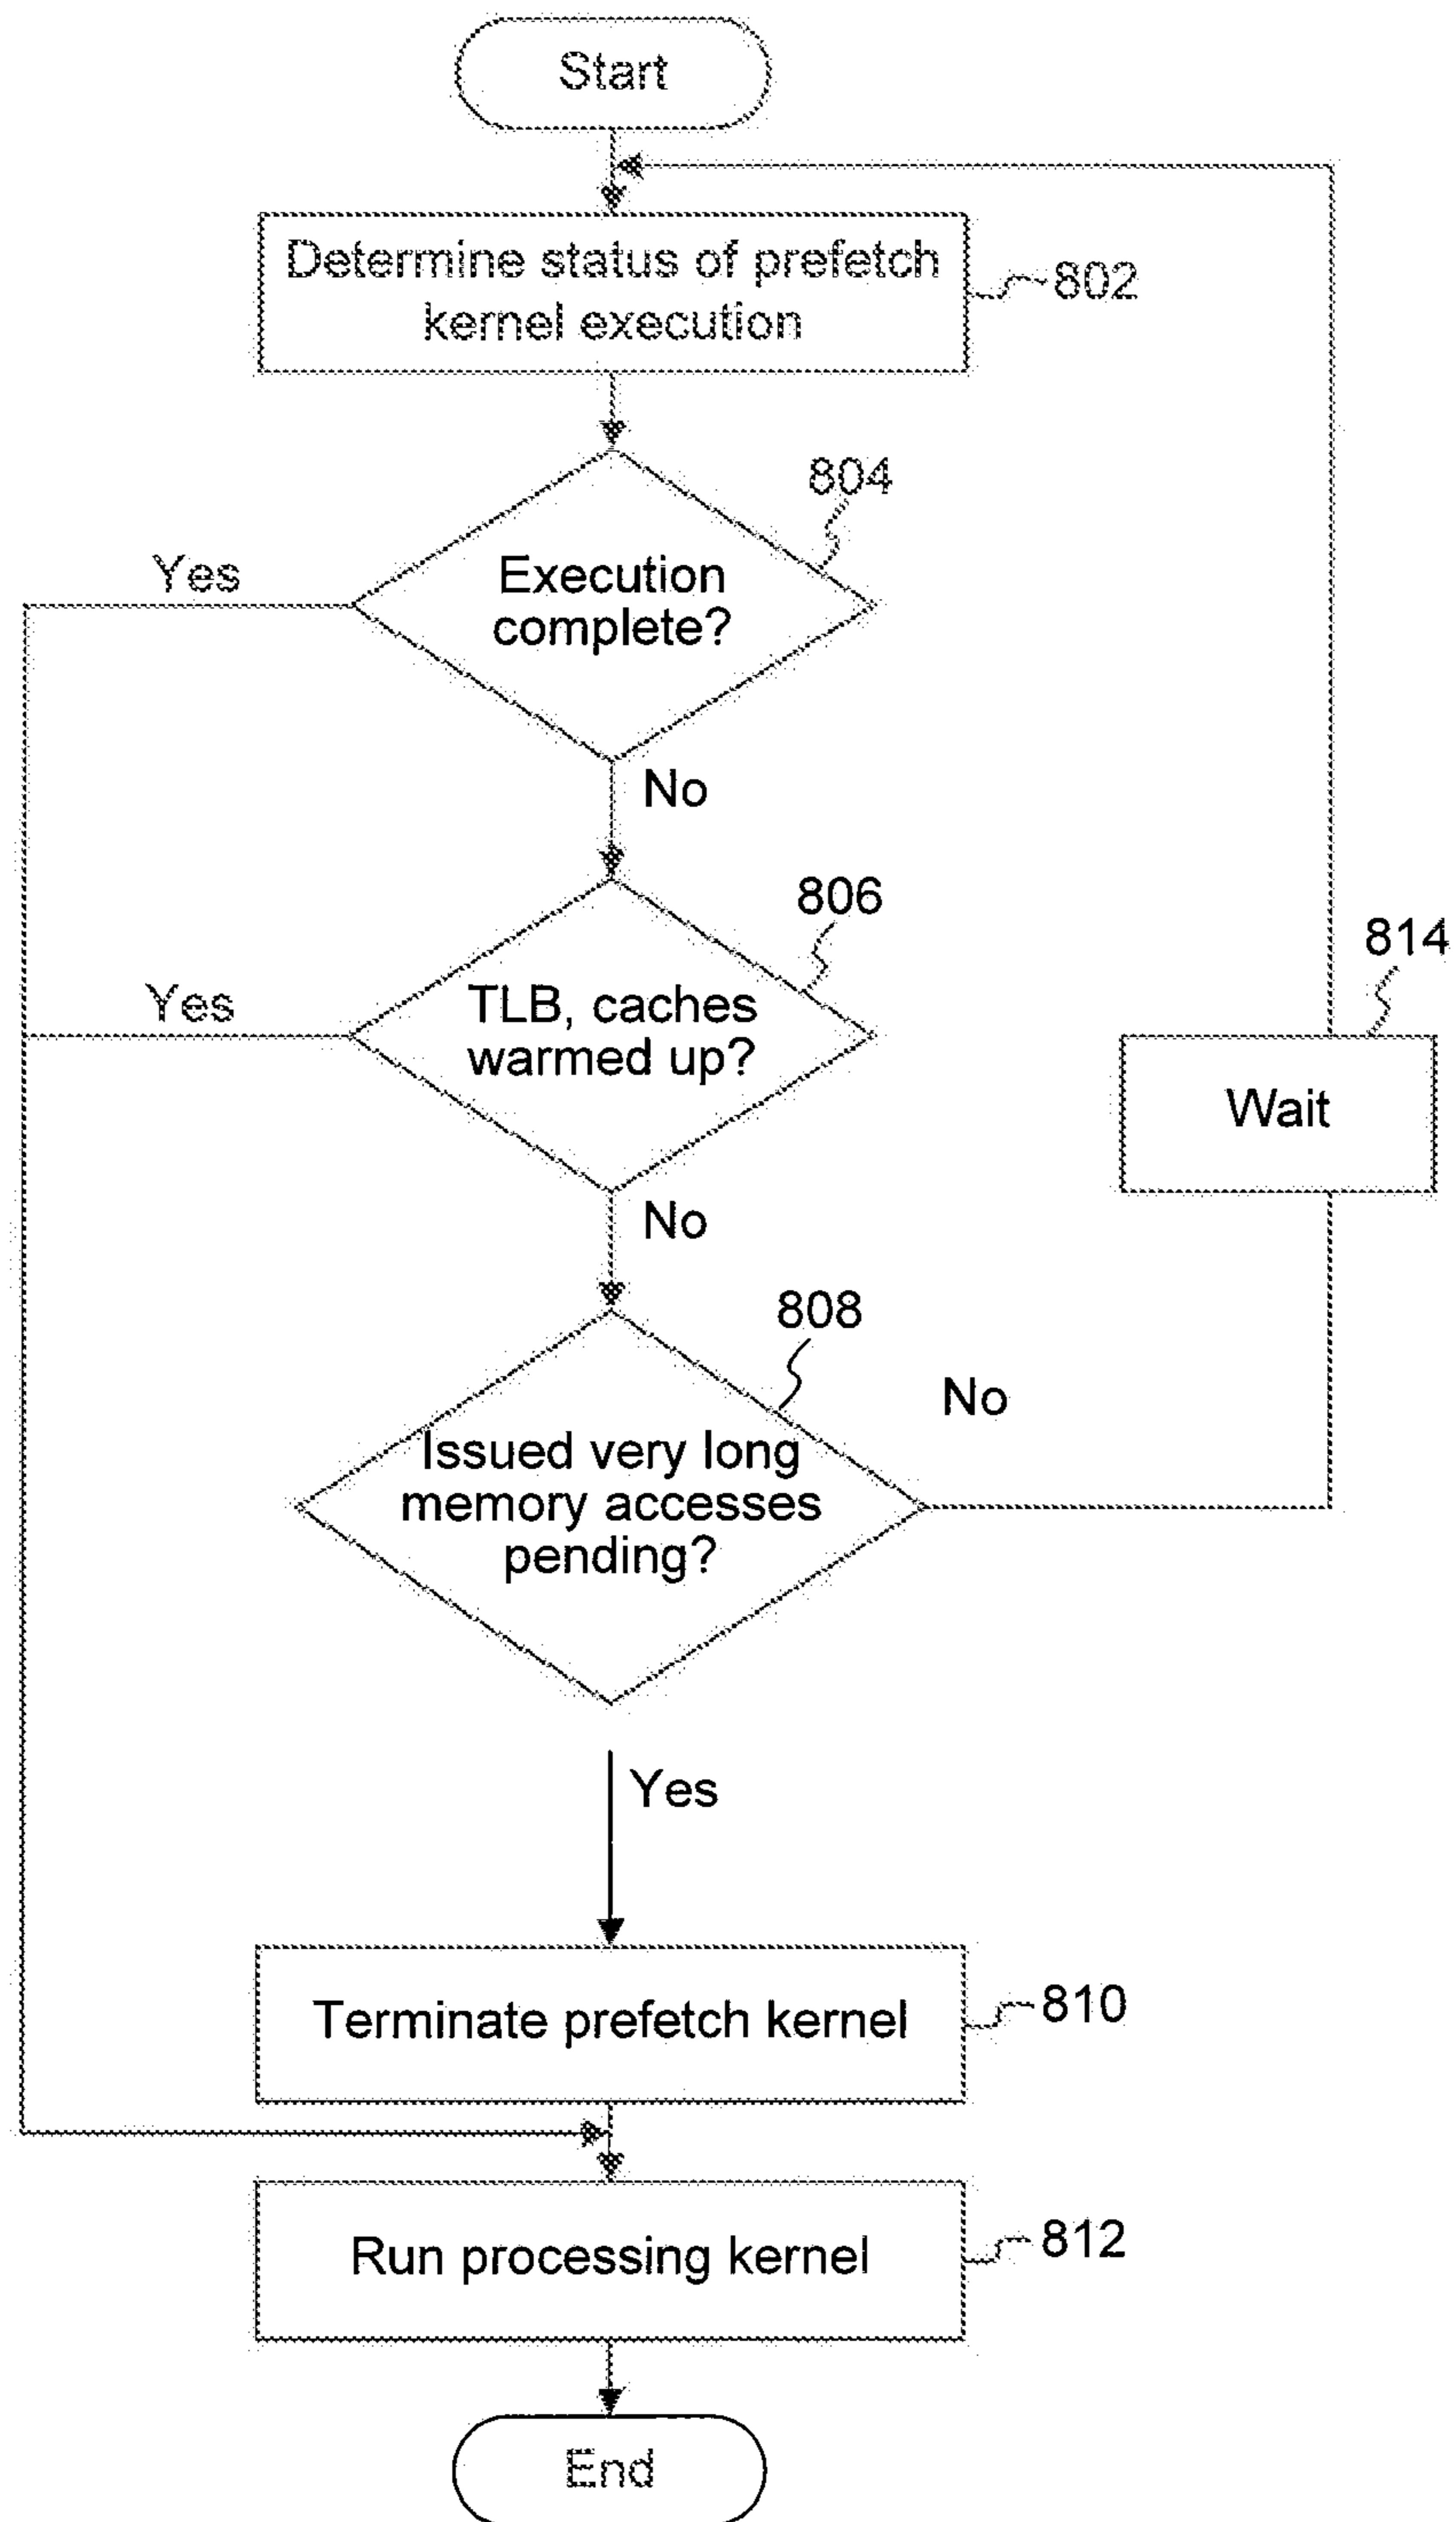 Start
Determine status of prefetch
kernel execution
802
804
Execution
complete?
Yes
No
806
TLB, caches
warmed up?
Yes
814
Wait
No
808
Issued very long
memory accesses
pending?
No
Yes
Terminate prefetch kernel
810
Run processing kernel
812
End